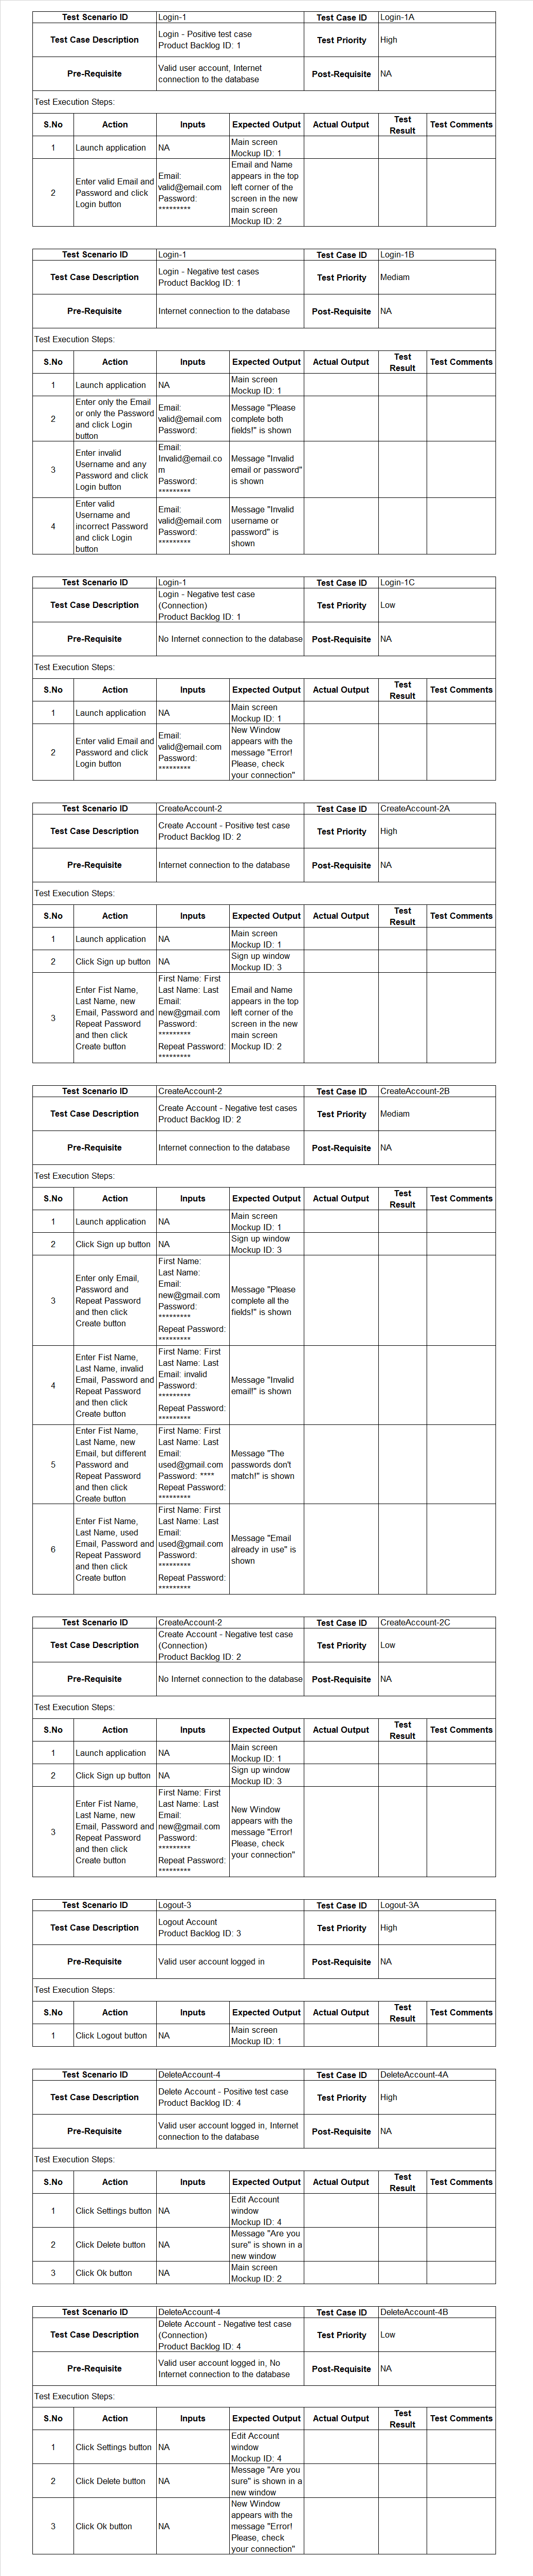 Test Scenario ID Login-1 Test Case ID Login-1A
Test Case Description Login - Positive test case
Product Backlog ID: 1 Test Priority High
Pre-Requisite Valid user account, Internet
connection to the database Post-Requisite NA
Test Execution Steps:
S.No Action Inputs Expected Output Actual Output Test
Result Test Comments
1 Launch application NA Main screen
Mockup ID: 1
2 Enter valid Email and
Password and click
Login button Email:
valid@email.com
Password:
********* Email and Name
appears in the top
left corner of the
screen in the new
main screen
Mockup ID: 2
Test Scenario ID Login-1 Test Case ID Login-1B
Test Case Description Login - Negative test cases
Product Backlog ID: 1 Test Priority Mediam
Pre-Requisite Internet connection to the database Post-Requisite NA
Test Execution Steps:
S.No Action Inputs Expected Output Actual Output Test
Result Test Comments
1 Launch application NA Main screen
Mockup ID: 1
2 Enter only the Email
or only the Password
and click Login
button Email:
valid@email.com
Password: Message "Please
complete both
fields!" is shown
3 Enter invalid
Username and any
Password and click
Login button Email:
Invalid@email.co
m
Password:
********* Message "Invalid
email or password"
is shown
4 Enter valid
Username and
incorrect Password
and click Login
button Email:
valid@email.com
Password:
********* Message "Invalid
username or
password" is
shown
Test Scenario ID Login-1 Test Case ID Login-1C
Test Case Description Login - Negative test case
(Connection)
Product Backlog ID: 1 Test Priority Low
Pre-Requisite No Internet connection to the database Post-Requisite NA
Test Execution Steps:
S.No Action Inputs Expected Output Actual Output Test
Result Test Comments
1 Launch application NA Main screen
Mockup ID: 1
2 Enter valid Email and
Password and click
Login button Email:
valid@email.com
Password:
********* New Window
appears with the
message "Error!
Please, check
your connection"
Test Scenario ID CreateAccount-2 Test Case ID CreateAccount-2A
Test Case Description Create Account - Positive test case
Product Backlog ID: 2 Test Priority High
Pre-Requisite Internet connection to the database Post-Requisite NA
Test Execution Steps:
S.No Action Inputs Expected Output Actual Output Test
Result Test Comments
1 Launch application NA Main screen
Mockup ID: 1
2 Click Sign up button NA Sign up window
Mockup ID: 3
3 Enter Fist Name,
Last Name, new
Email, Password and
Repeat Password
and then click
Create button First Name: First
Last Name: Last
Email:
new@gmail.com
Password:
*********
Repeat Password:
********* Email and Name
appears in the top
left corner of the
screen in the new
main screen
Mockup ID: 2
Test Scenario ID CreateAccount-2 Test Case ID CreateAccount-2B
Test Case Description Create Account - Negative test cases
Product Backlog ID: 2 Test Priority Mediam
Pre-Requisite Internet connection to the database Post-Requisite NA
Test Execution Steps:
S.No Action Inputs Expected Output Actual Output Test
Result Test Comments
1 Launch application NA Main screen
Mockup ID: 1
2 Click Sign up button NA Sign up window
Mockup ID: 3
3 Enter only Email,
Password and
Repeat Password
and then click
Create button First Name:
Last Name:
Email:
new@gmail.com
Password:
*********
Repeat Password:
********* Message "Please
complete all the
fields!" is shown
4 Enter Fist Name,
Last Name, invalid
Email, Password and
Repeat Password
and then click
Create button First Name: First
Last Name: Last
Email: invalid
Password:
*********
Repeat Password:
********* Message "Invalid
email!" is shown
5 Enter Fist Name,
Last Name, new
Email, but different
Password and
Repeat Password
and then click
Create button First Name: First
Last Name: Last
Email:
used@gmail.com
Password: ****
Repeat Password:
********* Message "The
passwords don't
match!" is shown
6 Enter Fist Name,
Last Name, used
Email, Password and
Repeat Password
and then click
Create button First Name: First
Last Name: Last
Email:
used@gmail.com
Password:
*********
Repeat Password:
********* Message "Email
already in use" is
shown
Test Scenario ID CreateAccount-2 Test Case ID CreateAccount-2C
Test Case Description Create Account - Negative test case
(Connection)
Product Backlog ID: 2 Test Priority Low
Pre-Requisite No Internet connection to the database Post-Requisite NA
Test Execution Steps:
S.No Action Inputs Expected Output Actual Output Test
Result Test Comments
1 Launch application NA Main screen
Mockup ID: 1
2 Click Sign up button NA Sign up window
Mockup ID: 3
3 Enter Fist Name,
Last Name, new
Email, Password and
Repeat Password
and then click
Create button First Name: First
Last Name: Last
Email:
new@gmail.com
Password:
*********
Repeat Password:
********* New Window
appears with the
message "Error!
Please, check
your connection"
Test Scenario ID Logout-3 Test Case ID Logout-3A
Test Case Description Logout Account
Product Backlog ID: 3 Test Priority High
Pre-Requisite Valid user account logged in Post-Requisite NA
Test Execution Steps:
S.No Action Inputs Expected Output Actual Output Test
Result Test Comments
1 Click Logout button NA Main screen
Mockup ID: 1
Test Scenario ID DeleteAccount-4 Test Case ID DeleteAccount-4A
Test Case Description Delete Account - Positive test case
Product Backlog ID: 4 Test Priority High
Pre-Requisite Valid user account logged in, Internet
connection to the database Post-Requisite NA
Test Execution Steps:
S.No Action Inputs Expected Output Actual Output Test
Result Test Comments
1 Click Settings button NA Edit Account
window
Mockup ID: 4
2 Click Delete button NA Message "Are you
sure" is shown in a
new window
3 Click Ok button NA Main screen
Mockup ID: 2
Test Scenario ID DeleteAccount-4 Test Case ID DeleteAccount-4B
Test Case Description Delete Account - Negative test case
(Connection)
Product Backlog ID: 4 Test Priority Low
Pre-Requisite Valid user account logged in, No
Internet connection to the database Post-Requisite NA
Test Execution Steps:
S.No Action Inputs Expected Output Actual Output Test
Result Test Comments
1 Click Settings button NA Edit Account
window
Mockup ID: 4
2 Click Delete button NA Message "Are you
sure" is shown in a
new window
3 Click Ok button NA New Window
appears with the
message "Error!
Please, check
your connection"